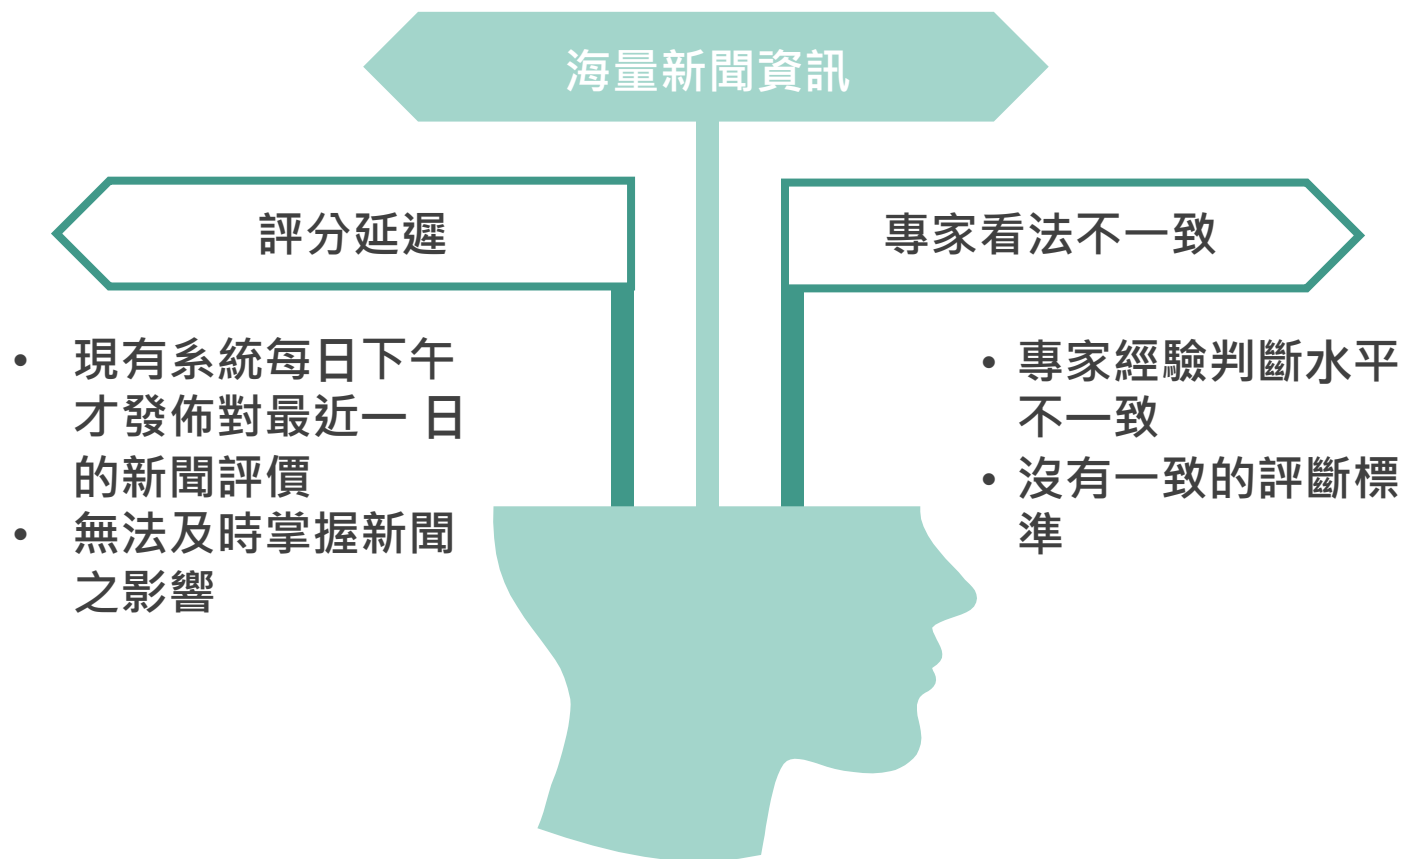 海量新聞資訊
評分延遲
專家看法不一致
• 現有系統每日下午
才發佈對最近一 日
的新聞評價
• 無法及時掌握新聞
之影響
• 專家經驗判斷水平
不一致
• 沒有一致的評斷標
準